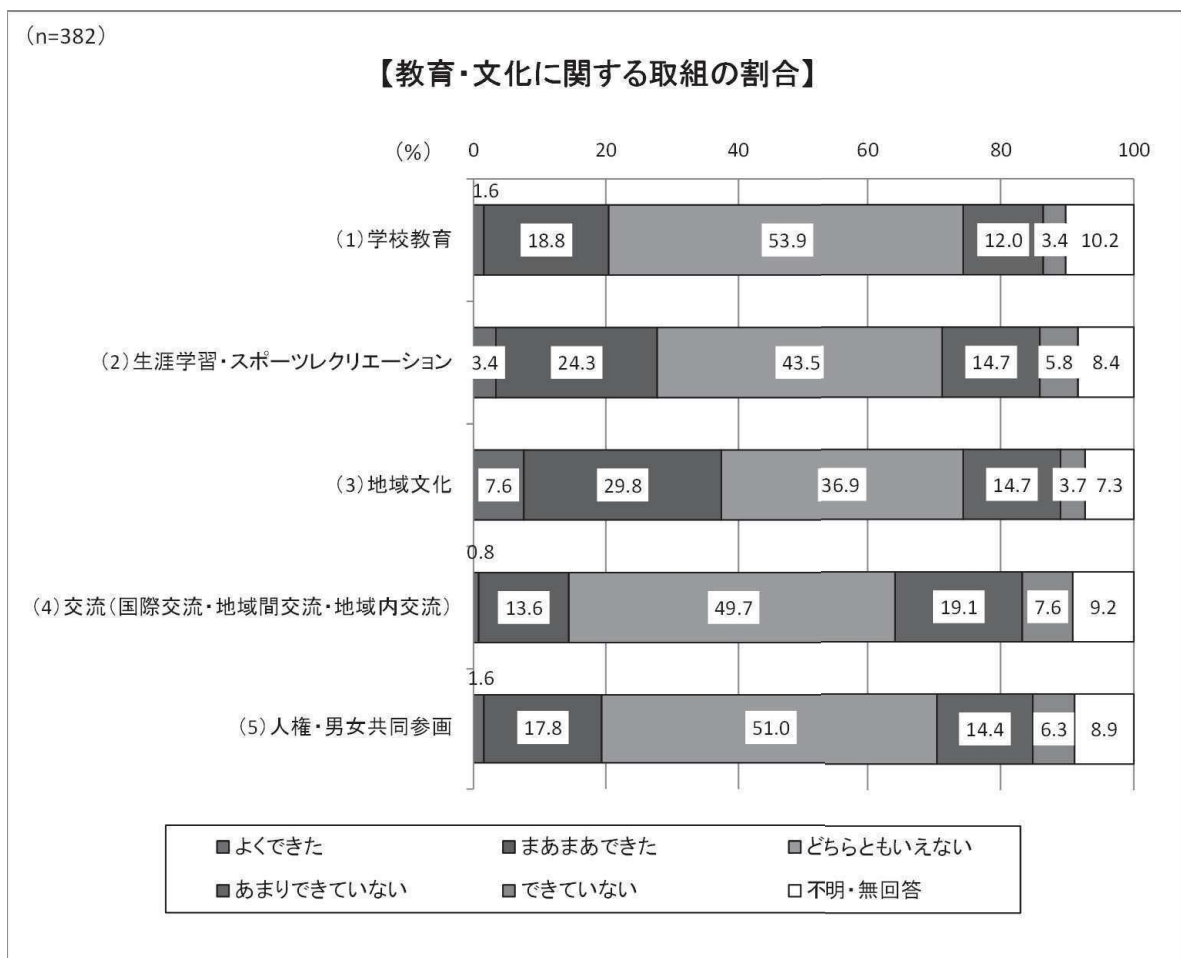 （n=382）
【教育・文化に関する取組の割合】
（%） 0 20 40 60 80 100
1.6
（1）学校教育 18.8 53.9 12.0 3.4 10.2
（2）生涯学習・スポーツレクリエーション 3.4 24.3 43.5 14.7 5.8 8.4
（3）地域文化 7.6 29.8 36.9 14.7 3.7 7.3
0.8
（4）交流（国際交流・地域間交流・地域内交流） 13.6 49.7 19.1 7.6 9.2
1.6
（5）人権・男女共同参画 17.8 51.0 14.4 6.3 8.9
よくできた まあまあできた どちらともいえない
あまりできていない できていない 不明・無回答